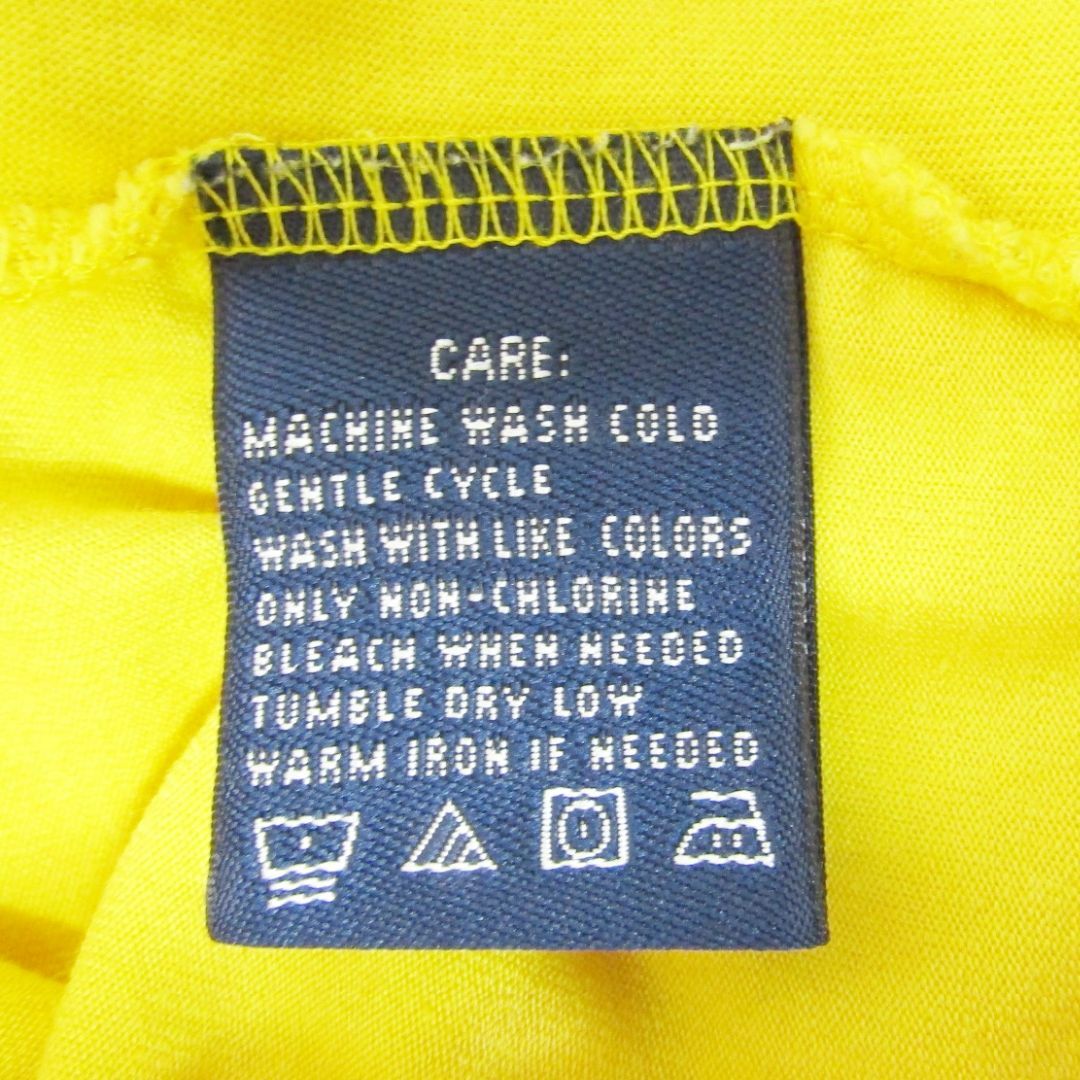 CARE:
MACHINE WASH COLD
GENTLE CYCLE
WASH WITH LIKE COLORS
ONLY NON-CHLORINE
BLEACH WHEN NEEDED
TUMBLE DRY LOW
WARM IRON IF NEEDED